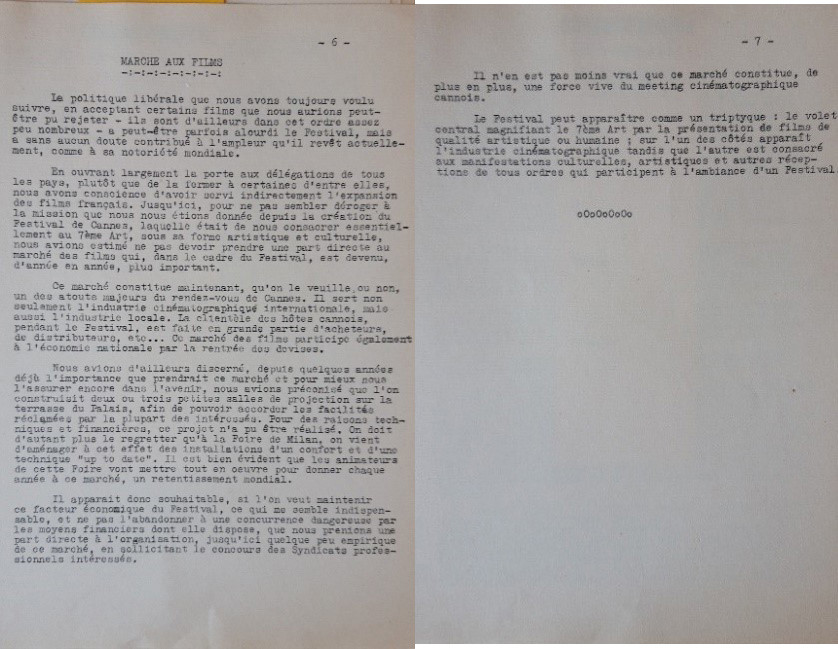 - 6 -
MARCHE AUX FILMS
-:-:-:-:-:-:-:-:
La politique libérale que nous avons toujours voulu
suivre, en acceptant certains films que nous aurions peut-
être pu rejeter - ils sont d'ailleurs dans cet ordre assez
peu nombreux - a peut-être parfois alourdi le Festival, mais
a sans aucun doute contribué à l'ampleur qu'il revêt actuelle-
ment, comme à sa notoriété mondiale.
En ouvrant largement la porte aux délégations de tous
les pays, plutôt que de la fermer à certaines d'entre elles,
nous avons conscience d'avoir servi indirectement l'expansion
des films français. Jusqu'ici, pour ne pas sembler déroger à
la mission que nous nous étions donnée depuis la création du
Festival de Cannes, laquelle était de nous consacrer essentiel-
lement au 7ème Art, sous sa forme artistique et culturelle,
nous avions estimé ne pas devoir prendre une part directe au
marché des films qui, dans le cadre du Festival, est devenu,
d'année en année, plus important.
Ce marché constitue maintenant, qu'on le veuille ou non,
un des atouts majeurs du rendez-vous de Cannes. Il sert non
seulement l'industrie cinématographique internationale, mais
aussi l'industrie locale. La clientèle des hôtes cannois,
pendant le Festival, est faite en grande partie d'acheteurs,
de distributeurs, etc... Ce marché des films participe également
à l'économie nationale par la rentrée des devises.
Nous avions d'ailleurs discerné, depuis quelques années
déjà l'importance que prendrait ce marché et pour mieux nous
l'assurer encore dans l'avenir, nous avions préconisé que l'on
construisit deux ou trois petites salles de projection sur la
terrasse du Palais, afin de pouvoir accorder les facilités
réclamées par la plupart des intéressés. Pour des raisons tech-
niques et financières, ce projet n'a pu être réalisé. On doit
d'autant plus le regretter qu'à la Foire de Milan, on vient
d'aménager à cet effet des installations d'un confort et d'une
technique "up to date". Il est bien évident que les animateurs
de cette Foire vont mettre tout en oeuvre pour donner chaque
année à ce marché, un retentissement mondial.
Il apparait donc souhaitable, si l'on veut maintenir
ce facteur économique du Festival, ce qui me semble indispen-
sable, et ne pas l'abandonner à une concurrence dangereuse par
les moyens financiers dont elle dispose, que nous prenions une
part directe à l'organisation, jusqu'ici quelque peu empirique
de ce marché, en sollicitant le concours des Syndicats profes-
sionnels intéressés.
- 7 -
Il n'en est pas moins vrai que ce marché constitue, de
plus en plus, une force vive du meeting cinématographique
cannois.
Le Festival peut apparaître comme un triptyque : le volet
central magnifiant le 7ème Art par la présentation de films de
qualité artistique ou humaine ; sur l'un des côtés apparaît
l'industrie cinématographique tandis que l'autre est consacré
aux manifestations culturelles, artistiques et autres récep-
tions de tous ordres qui participent à l'ambiance d'un Festival.
oOoOoOoOo